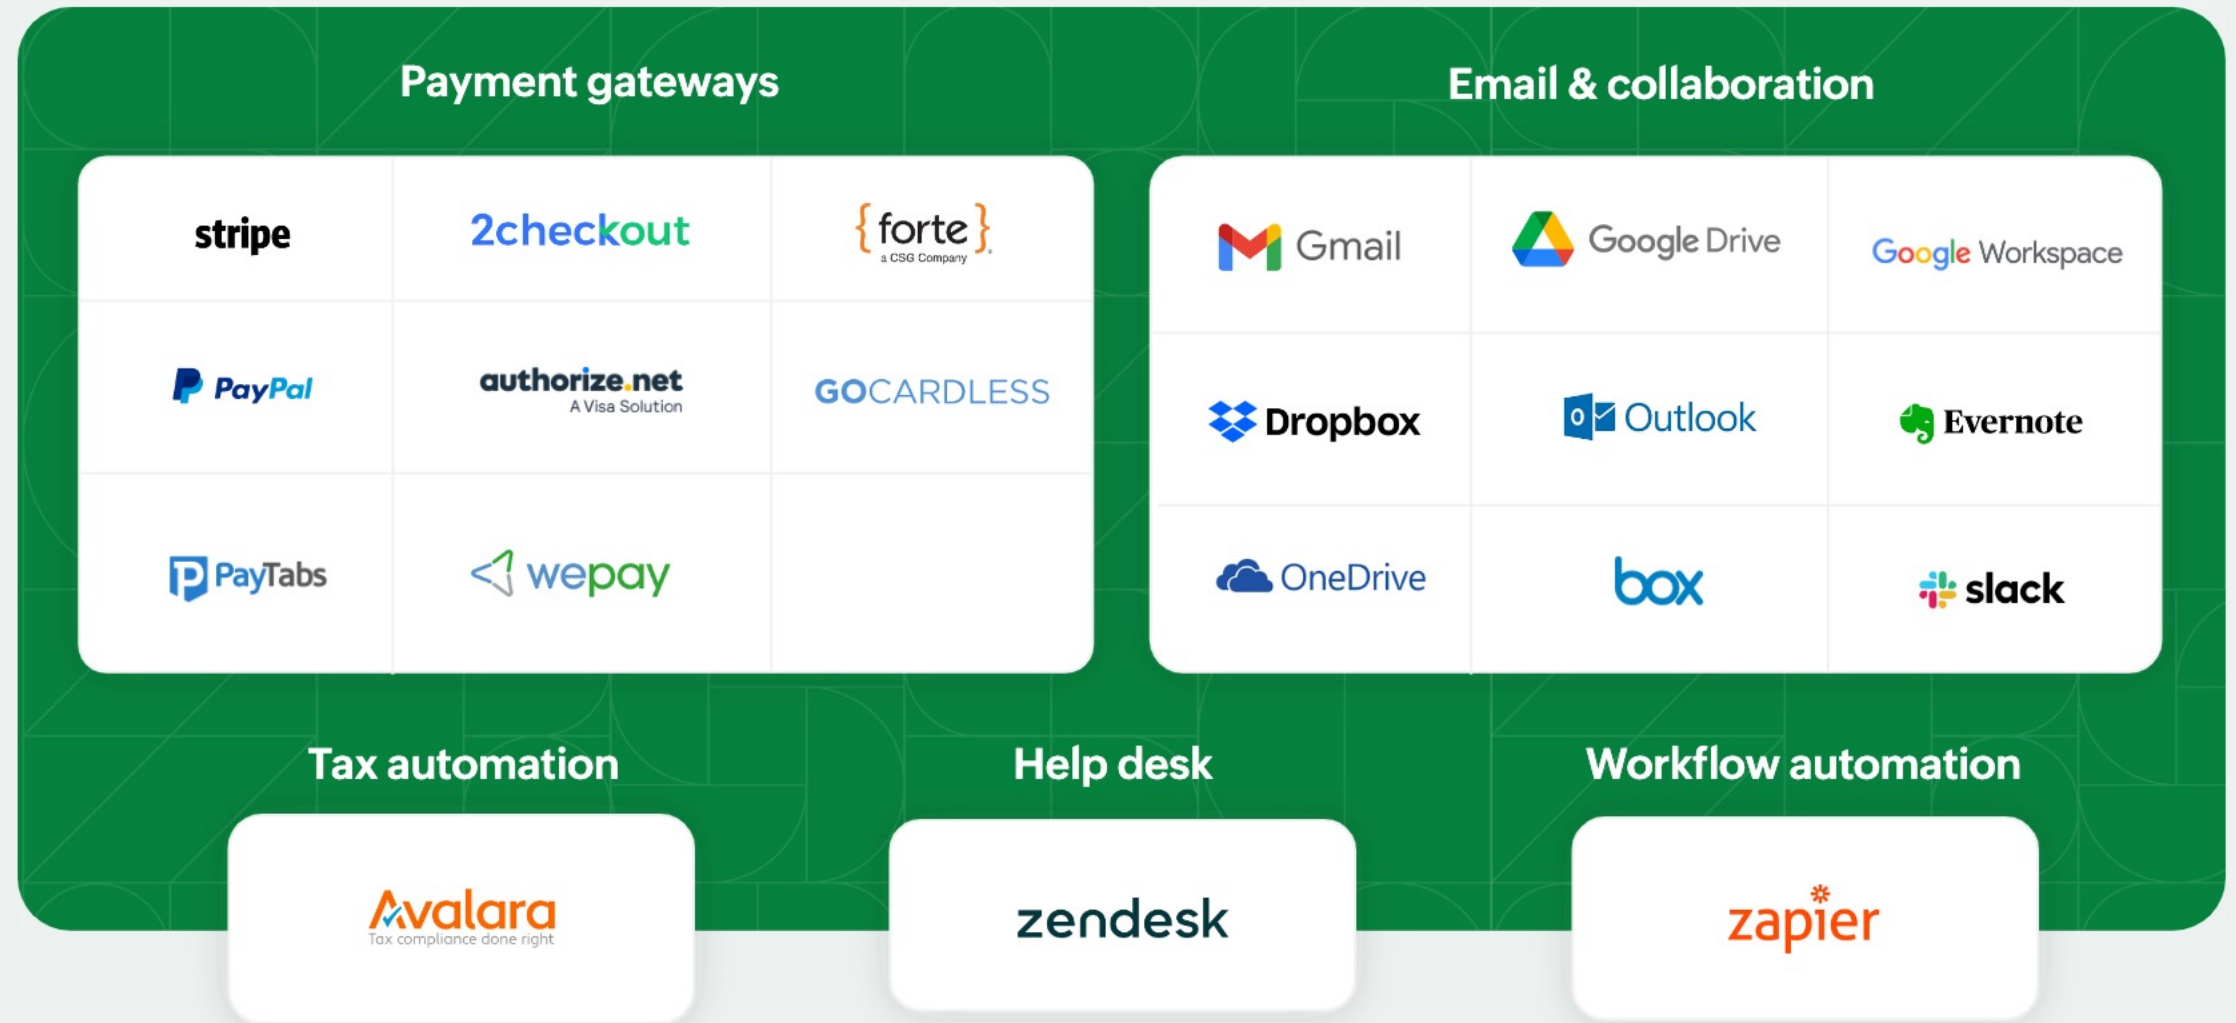 Payment gateways
Email & collaboration
stripe
2checkout
{forte}
a CSG Company
PayPal
authorize.net
A Visa Solution
GOCARDLESS
PayTabs
wepay
Gmail
Google Drive
Google Workspace
Dropbox
Outlook
Evernote
OneDrive
box
slack
Tax automation
Help desk
Workflow automation
Avalara
Tax compliance done right
zendesk
zapier